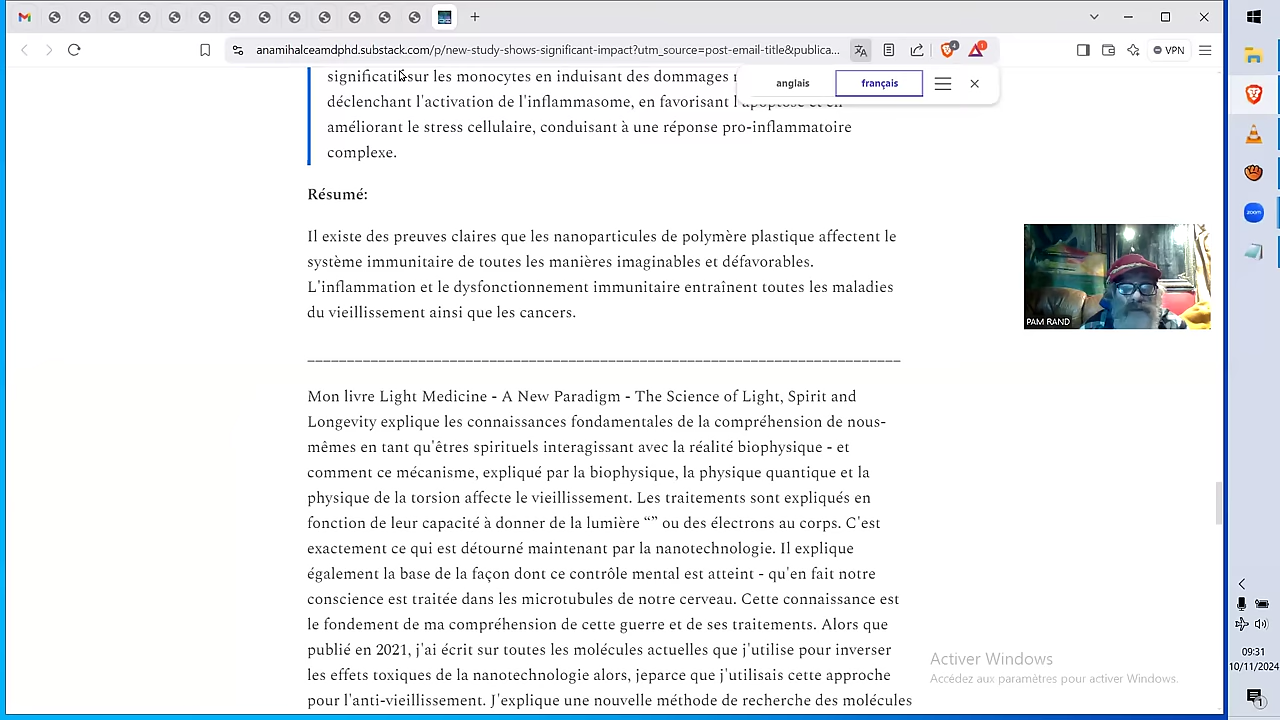 anamihalceamdphd.substack.com/p/new-study-shows-significant-impact?utm_source=post-email-title&publica...
4
1
VPN
anglais
français
significatif sur les monocytes en induisant des dommages
déclenchant l'activation de l'inflammasome, en favorisant l'apoptose et en
améliorant le stress cellulaire, conduisant à une réponse pro-inflammatoire
complexe.
Résumé:
Il existe des preuves claires que les nanoparticules de polymère plastique affectent le
système immunitaire de toutes les manières imaginables et défavorables.
L'inflammation et le dysfonctionnement immunitaire entraînent toutes les maladies
du vieillissement ainsi que les cancers.
PAM RAND
Mon livre Light Medicine - A New Paradigm - The Science of Light, Spirit and
Longevity explique les connaissances fondamentales de la compréhension de nous-
mêmes en tant qu'êtres spirituels interagissant avec la réalité biophysique - et
comment ce mécanisme, expliqué par la biophysique, la physique quantique et la
physique de la torsion affecte le vieillissement. Les traitements sont expliqués en
fonction de leur capacité à donner de la lumière “” ou des électrons au corps. C'est
exactement ce qui est détourné maintenant par la nanotechnologie. Il explique
également la base de la façon dont ce contrôle mental est atteint - qu'en fait notre
conscience est traitée dans les microtubules de notre cerveau. Cette connaissance est
le fondement de ma compréhension de cette guerre et de ses traitements. Alors que
publié en 2021, j'ai écrit sur toutes les molécules actuelles que j'utilise pour inverser
les effets toxiques de la nanotechnologie alors, jeparce que j'utilisais cette approche
pour l'anti-vieillissement. J'explique une nouvelle méthode de recherche des molécules
Activer Windows
Accédez aux paramètres pour activer Windows.
zoom
09:31
10/11/2024
1